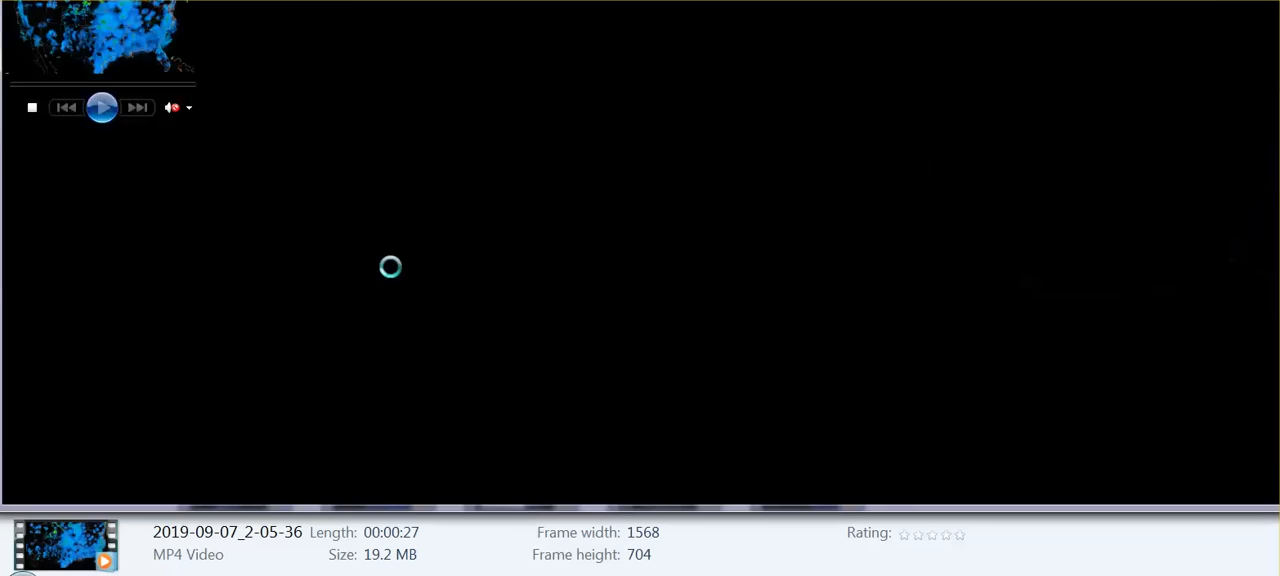 2019-09-07_2-05-36 Length: 00:00:27 Frame width: 1568 Rating:
MP4 Video Size: 19.2 MB Frame height: 704